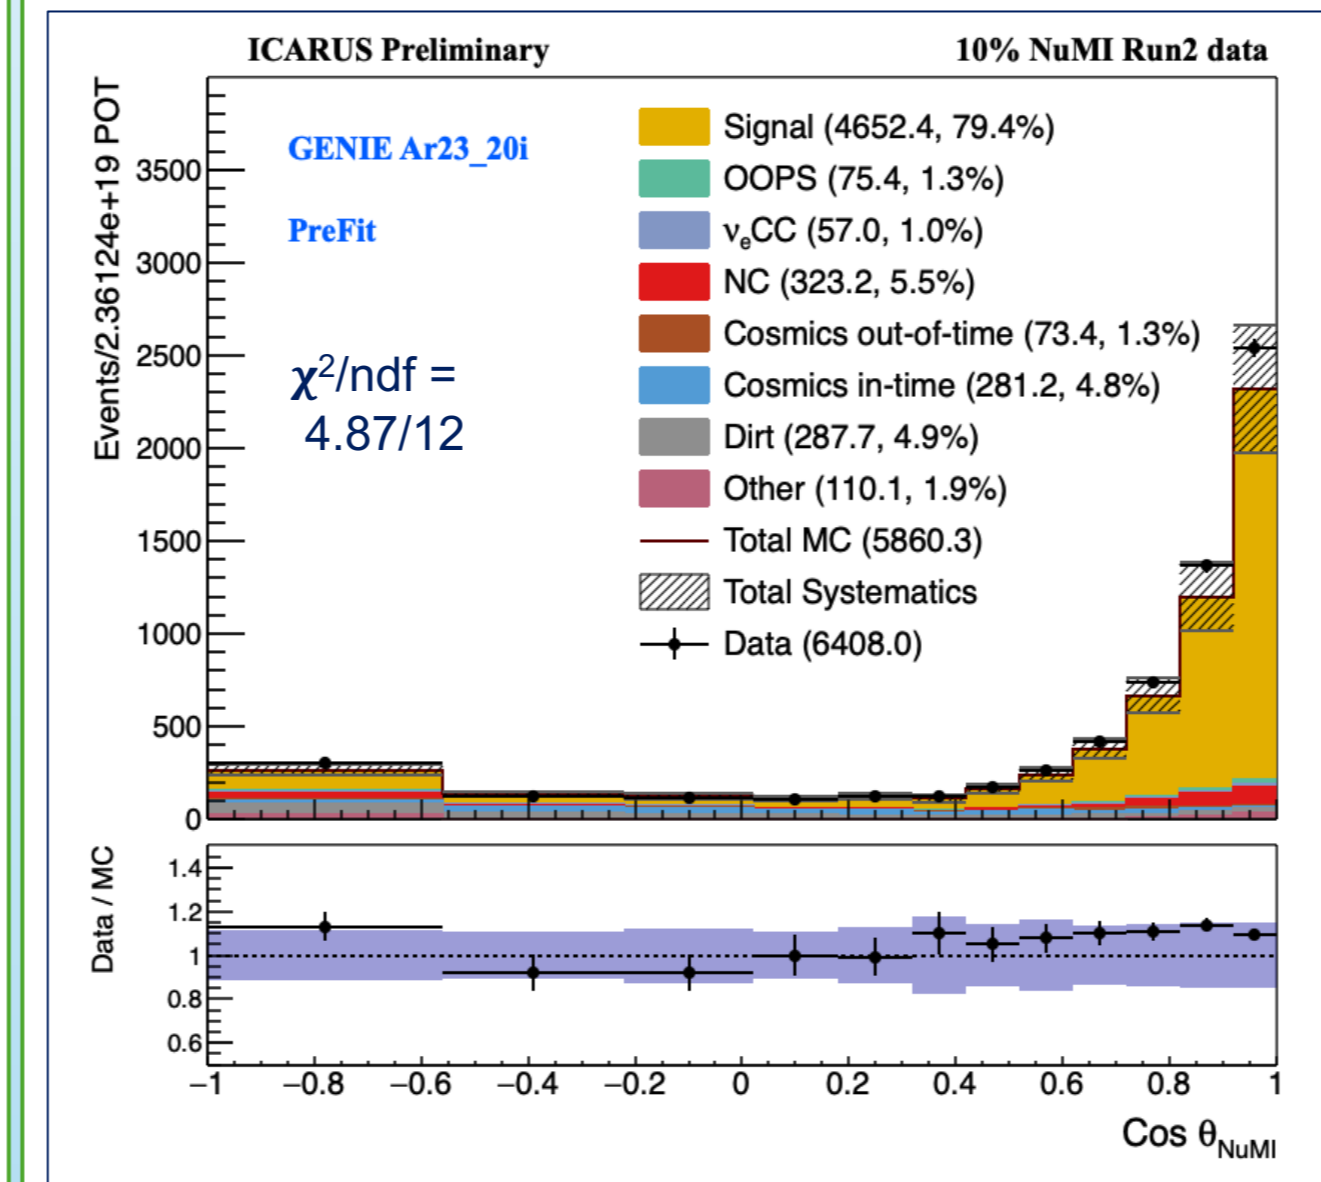 ICARUS Preliminary
10% NuMI Run2 data
GENIE Ar23_20i
PreFit
χ²/ndf =
4.87/12
Signal (4652.4, 79.4%)
OOPS (75.4, 1.3%)
νₑCC (57.0, 1.0%)
NC (323.2, 5.5%)
Cosmics out-of-time (73.4, 1.3%)
Cosmics in-time (281.2, 4.8%)
Dirt (287.7, 4.9%)
Other (110.1, 1.9%)
Total MC (5860.3)
Total Systematics
Data (6408.0)
Events/2.36124e+19 POT
3500
3000
2500
2000
1500
1000
500
0
Data / MC
1.4
1.2
1
0.8
0.6
−1 −0.8 −0.6 −0.4 −0.2 0 0.2 0.4 0.6 0.8 1
Cos θ_NuMI